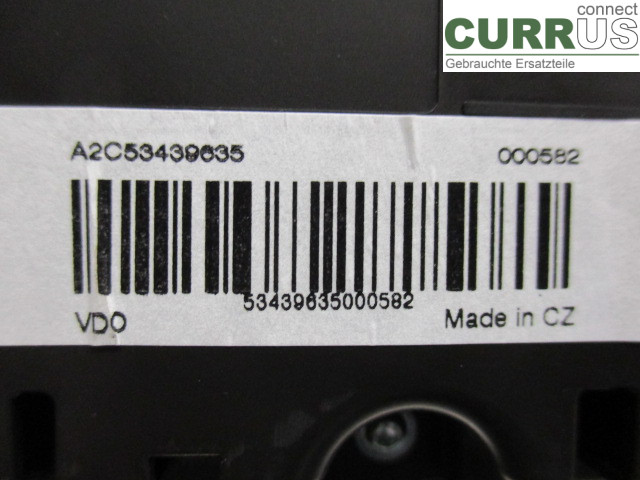 connect
CURRUS
Gebrauchte Ersatzteile
A2C53439635 000582
53439635000582
VDO Made in CZ